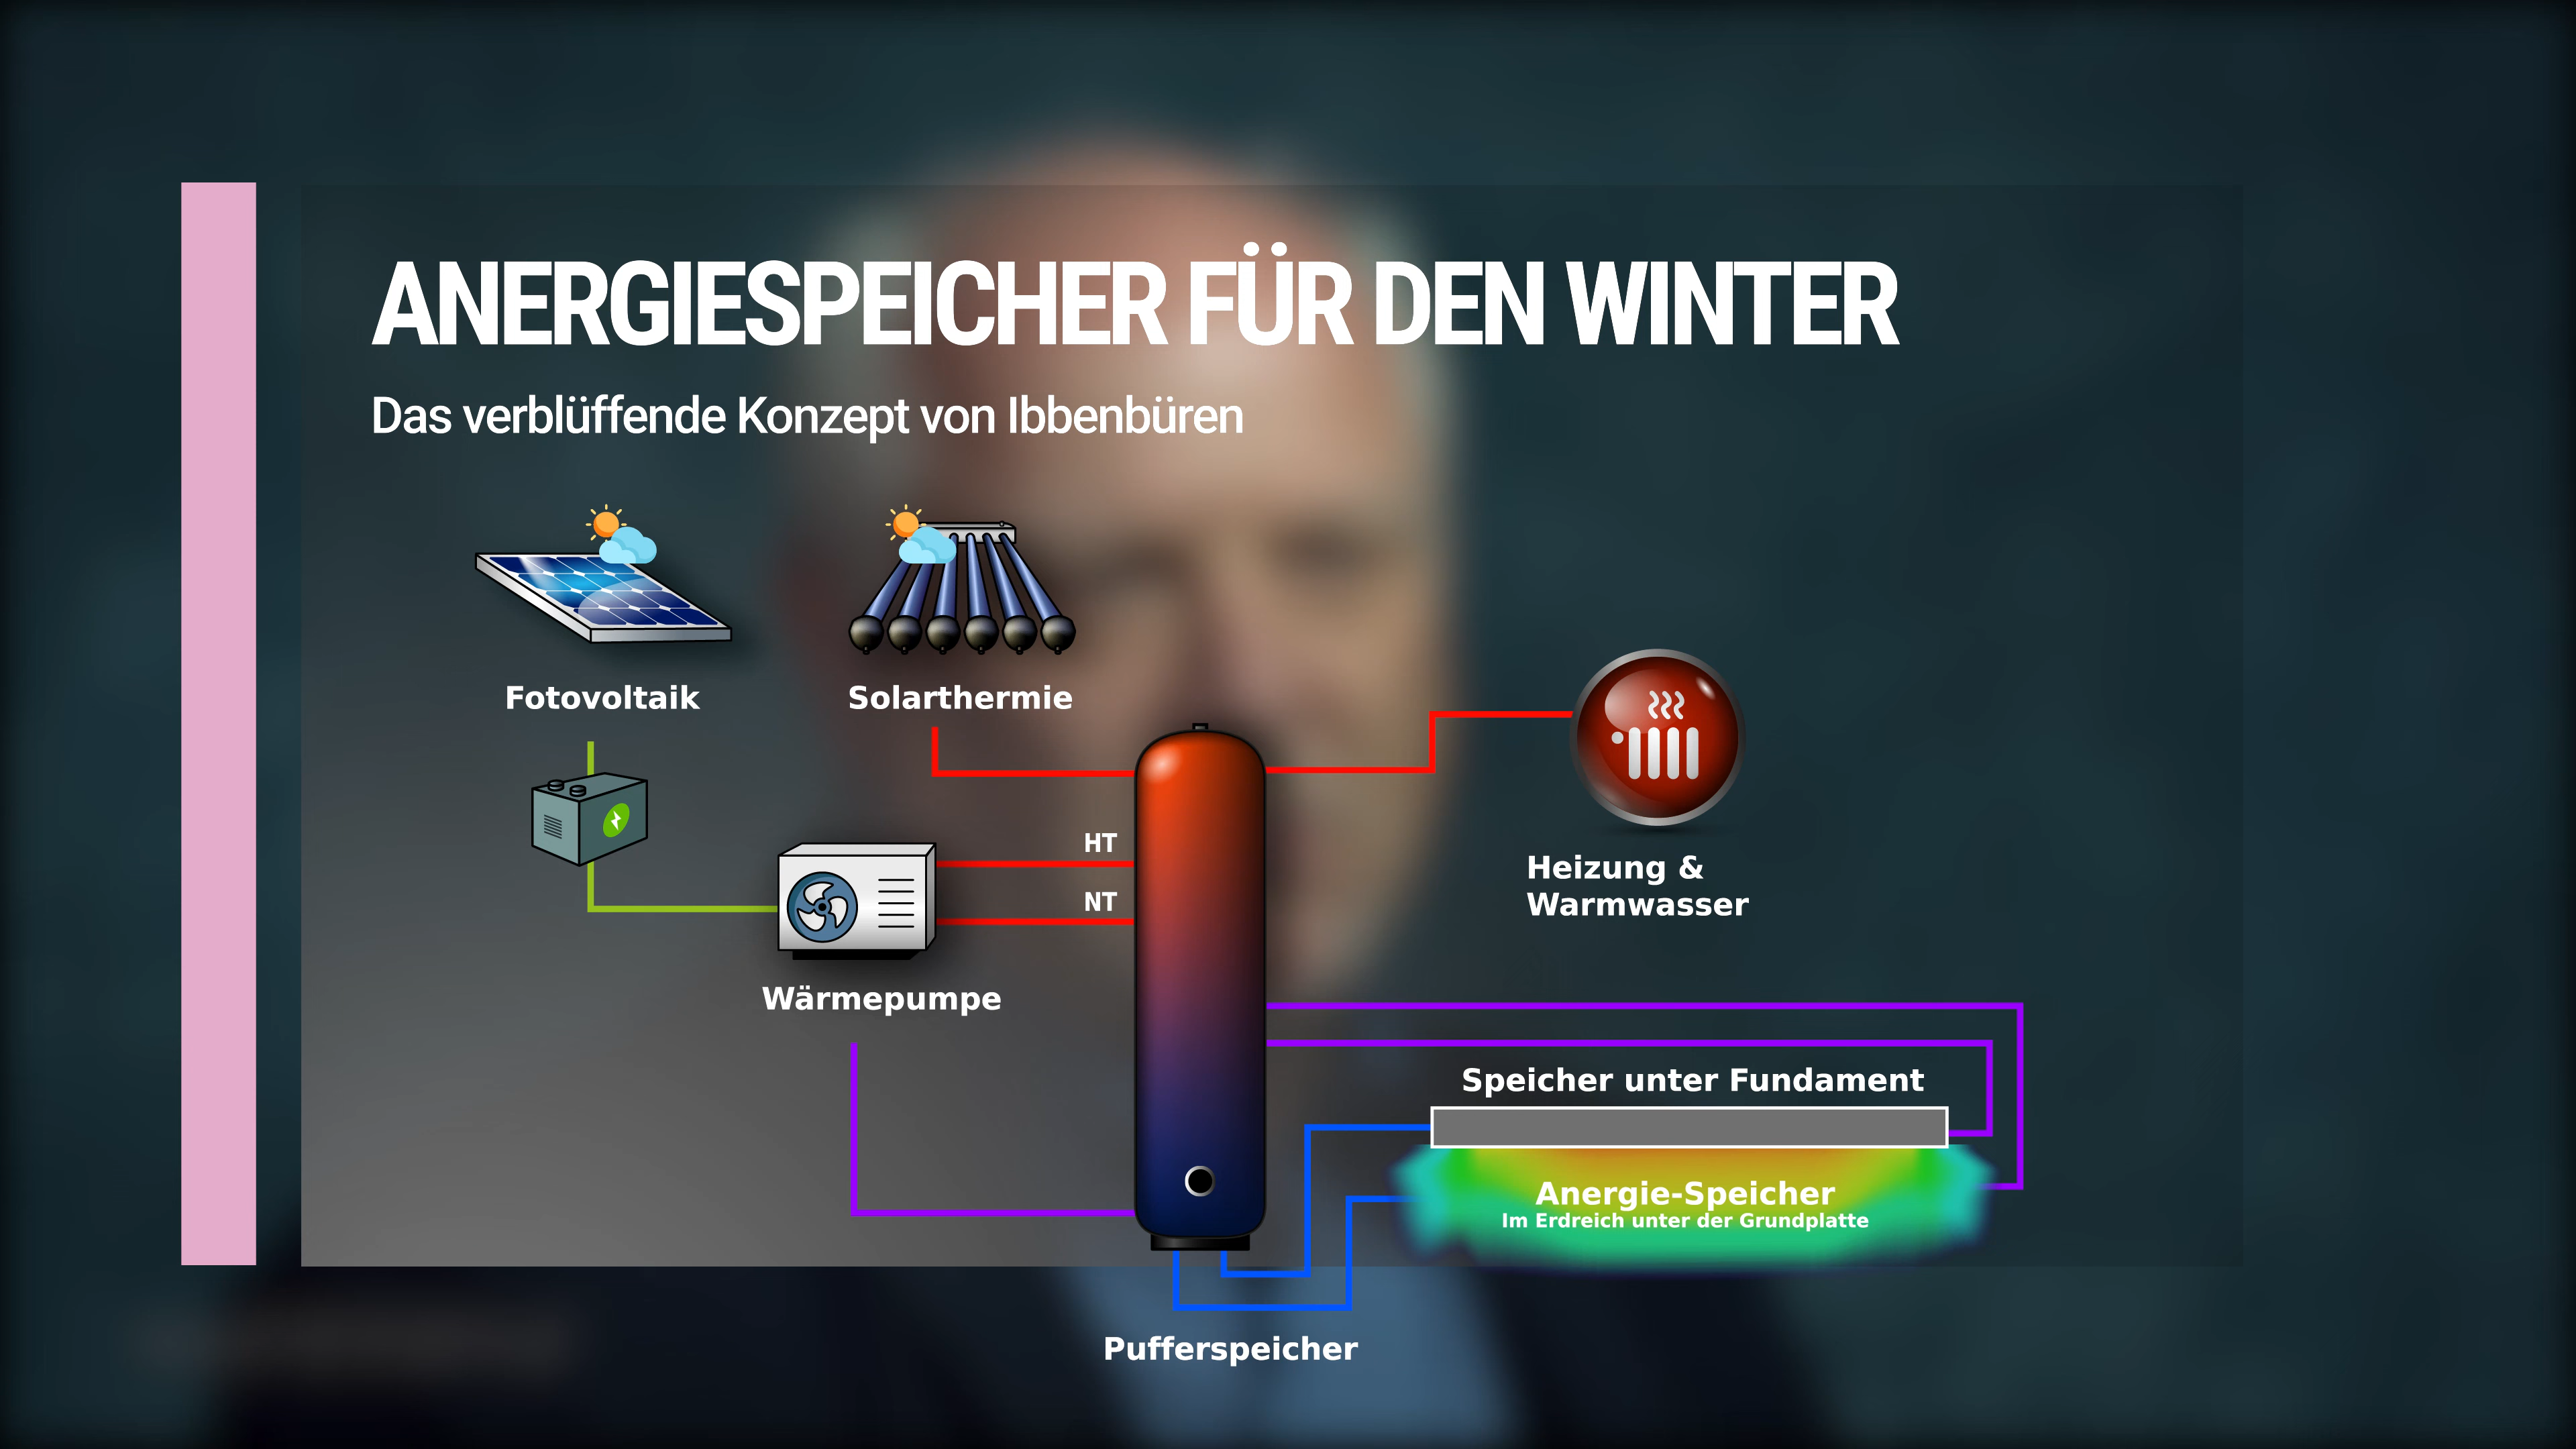 ANERGIESPEICHER FÜR DEN WINTER
Das verblüffende Konzept von Ibbenbüren
Fotovoltaik
Solarthermie
HT
NT
Heizung &
Warmwasser
Wärmepumpe
Speicher unter Fundament
Anergie-Speicher
Im Erdreich unter der Grundplatte
Pufferspeicher